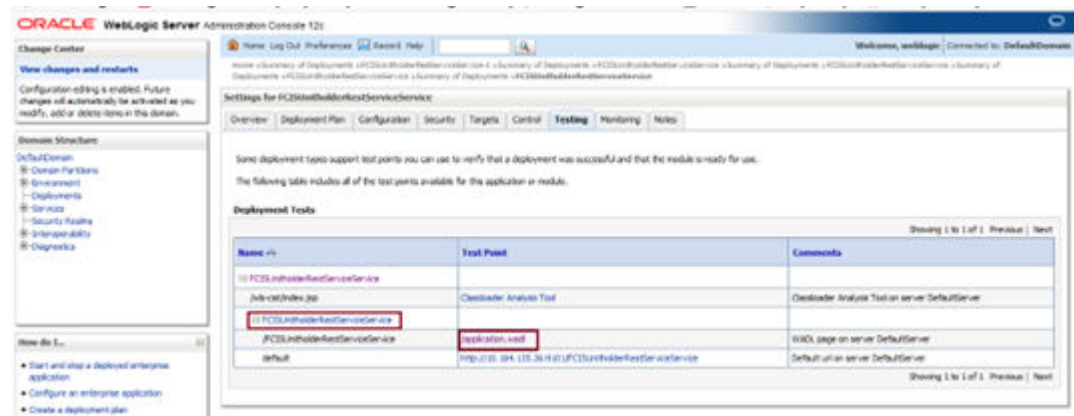 ORACLE WebLogic Server Administration Console 12c
Change Center
View changes and restarts
Configuration editing is enabled. Future
changes will automatically be activated as you
modify, add or delete items in this domain.
Domain Structure
DefaultDomain
Domain Partitions
Environment
Deployments
Services
Security Realms
Interoperability
Diagnostics
How do I...
Start and stop a deployed enterprise
application
Configure an enterprise application
Create a deployment plan
Home Log Out Preferences Record Help
Welcome, weblogic Connected to: DefaultDomain
Settings for FCISUnitholderRestServiceService
Overview Deployment Plan Configuration Security Targets Control Testing Monitoring Notes
Some deployment types support test points you can use to verify that a deployment was successful and that the module is ready for use.
The following table includes all of the test points available for this application or module.
Deployment Tests
Showing 1 to 1 of 1 Previous | Next
Name Test Point Comments
FCISUnitholderRestServiceService
/wls-cat/index.jsp Classloader Analysis Tool Classloader Analysis Tool on server DefaultServer
FCISUnitholderRestServiceService
/FCISUnitholderRestServiceService /application.wadl WADL page on server DefaultServer
default Default url on server DefaultServer
Showing 1 to 1 of 1 Previous | Next